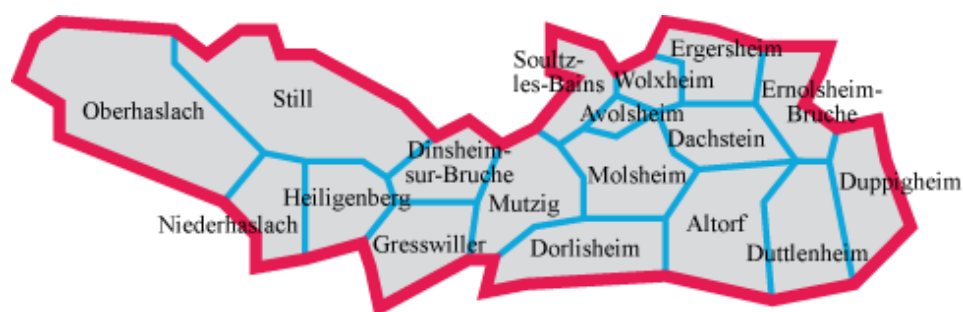 Oberhaslach
Still
Soultz-
les-Bains
Ergersheim
Wolxheim
Ernolsheim-
Bruche
Avolsheim
Dachstein
Dinsheim-
sur-Bruche
Molsheim
Duppigheim
Niederhaslach
Heiligenberg
Mutzig
Altorf
Gresswiller
Dorlisheim
Duttlenheim